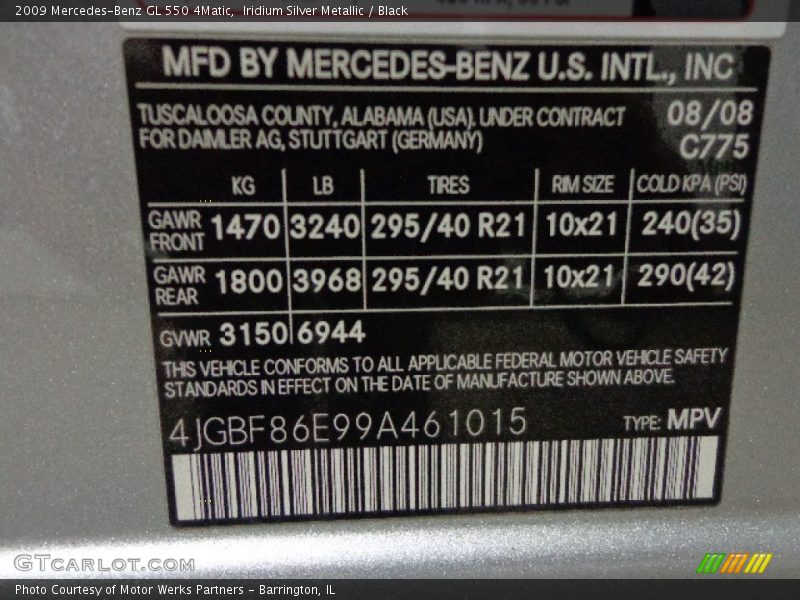 2009 Mercedes-Benz GL 550 4Matic,  Iridium Silver Metallic / Black
MFD BY MERCEDES-BENZ U.S. INTL., INC
TUSCALOOSA COUNTY, ALABAMA (USA). UNDER CONTRACT 08/08
FOR DAIMLER AG, STUTTGART (GERMANY) C775
KG LB TIRES RIM SIZE COLD KPA (PSI)
GAWR FRONT 1470 3240 295/40 R21 10x21 240(35)
GAWR REAR 1800 3968 295/40 R21 10x21 290(42)
GVWR 3150 6944
THIS VEHICLE CONFORMS TO ALL APPLICABLE FEDERAL MOTOR VEHICLE SAFETY
STANDARDS IN EFFECT ON THE DATE OF MANUFACTURE SHOWN ABOVE.
4JGBF86E99A461015 TYPE: MPV
GTCARLOT.COM
Photo Courtesy of Motor Werks Partners - Barrington, IL